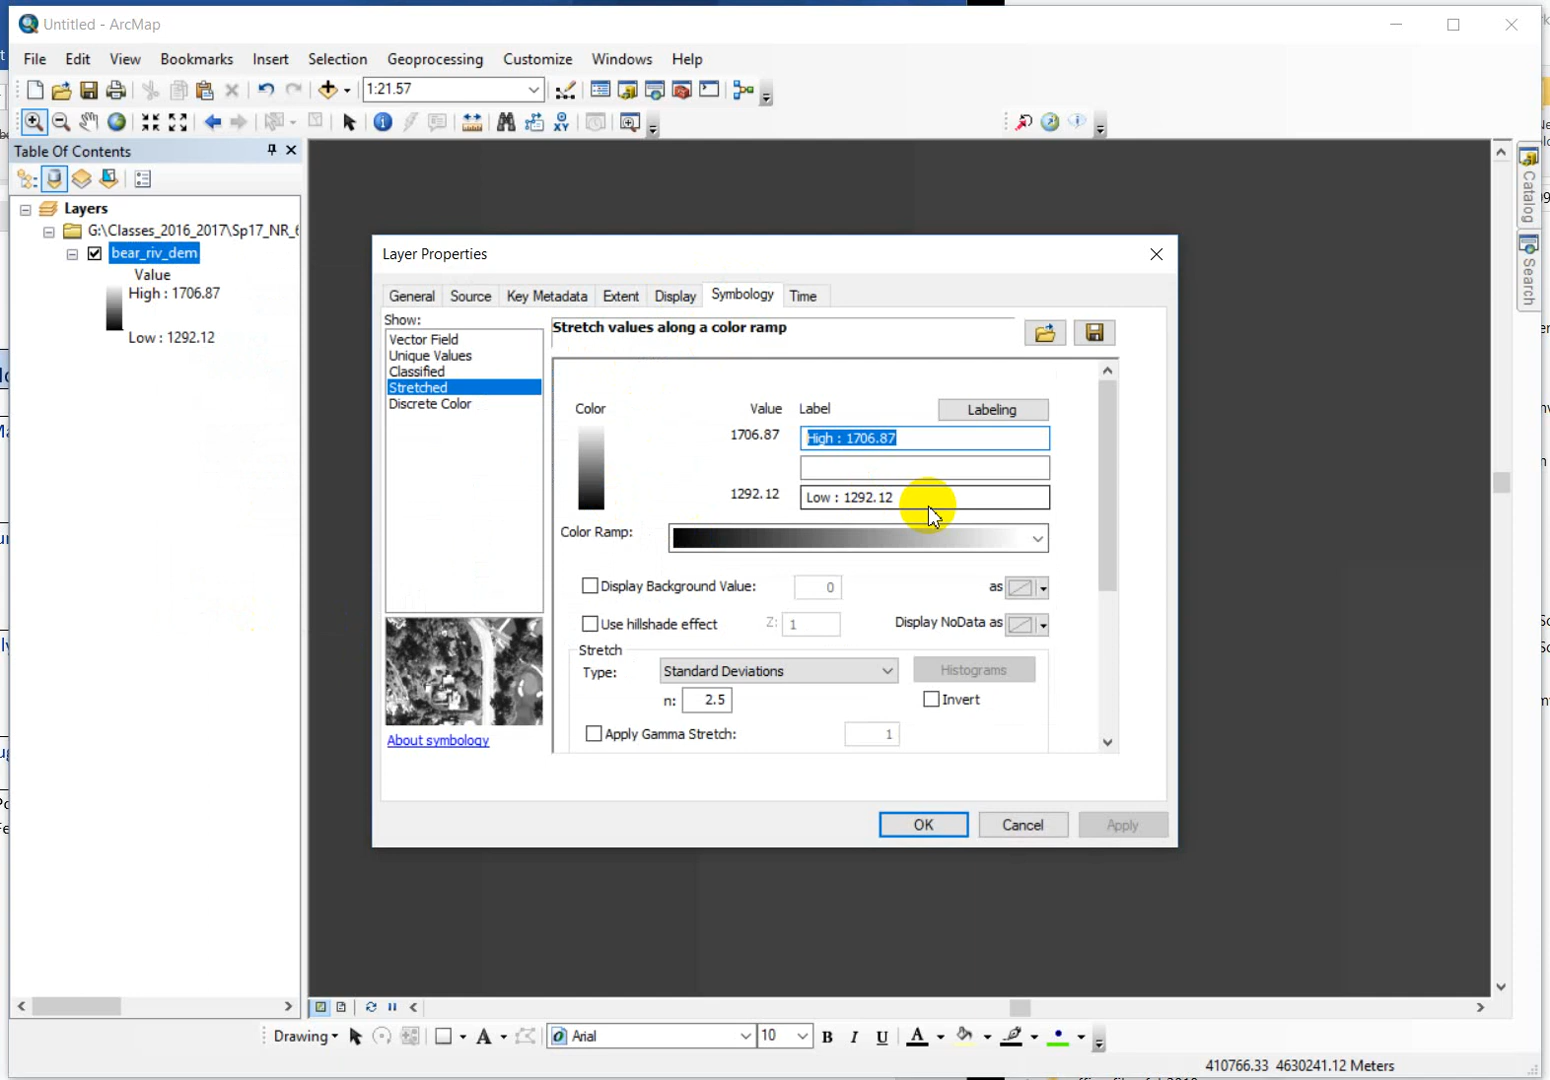 Untitled - ArcMap
File Edit View Bookmarks Insert Selection Geoprocessing Customize Windows Help
1:21.57
Table Of Contents
Layers
G:\Classes_2016_2017\Sp17_NR_6
bear_riv_dem
Value
High : 1706.87
Low : 1292.12
Layer Properties
General Source Key Metadata Extent Display Symbology Time
Show:
Vector Field
Unique Values
Classified
Stretched
Discrete Color
About symbology
Stretch values along a color ramp
Color Value Label Labeling
1706.87 High : 1706.87
1292.12 Low : 1292.12
Color Ramp:
Display Background Value: 0 as
Use hillshade effect Z: 1 Display NoData as
Stretch
Type: Standard Deviations Histograms
n: 2.5 Invert
Apply Gamma Stretch: 1
OK Cancel Apply
Catalog
Search
Drawing Arial 10 B I U A
410766.33 4630241.12 Meters